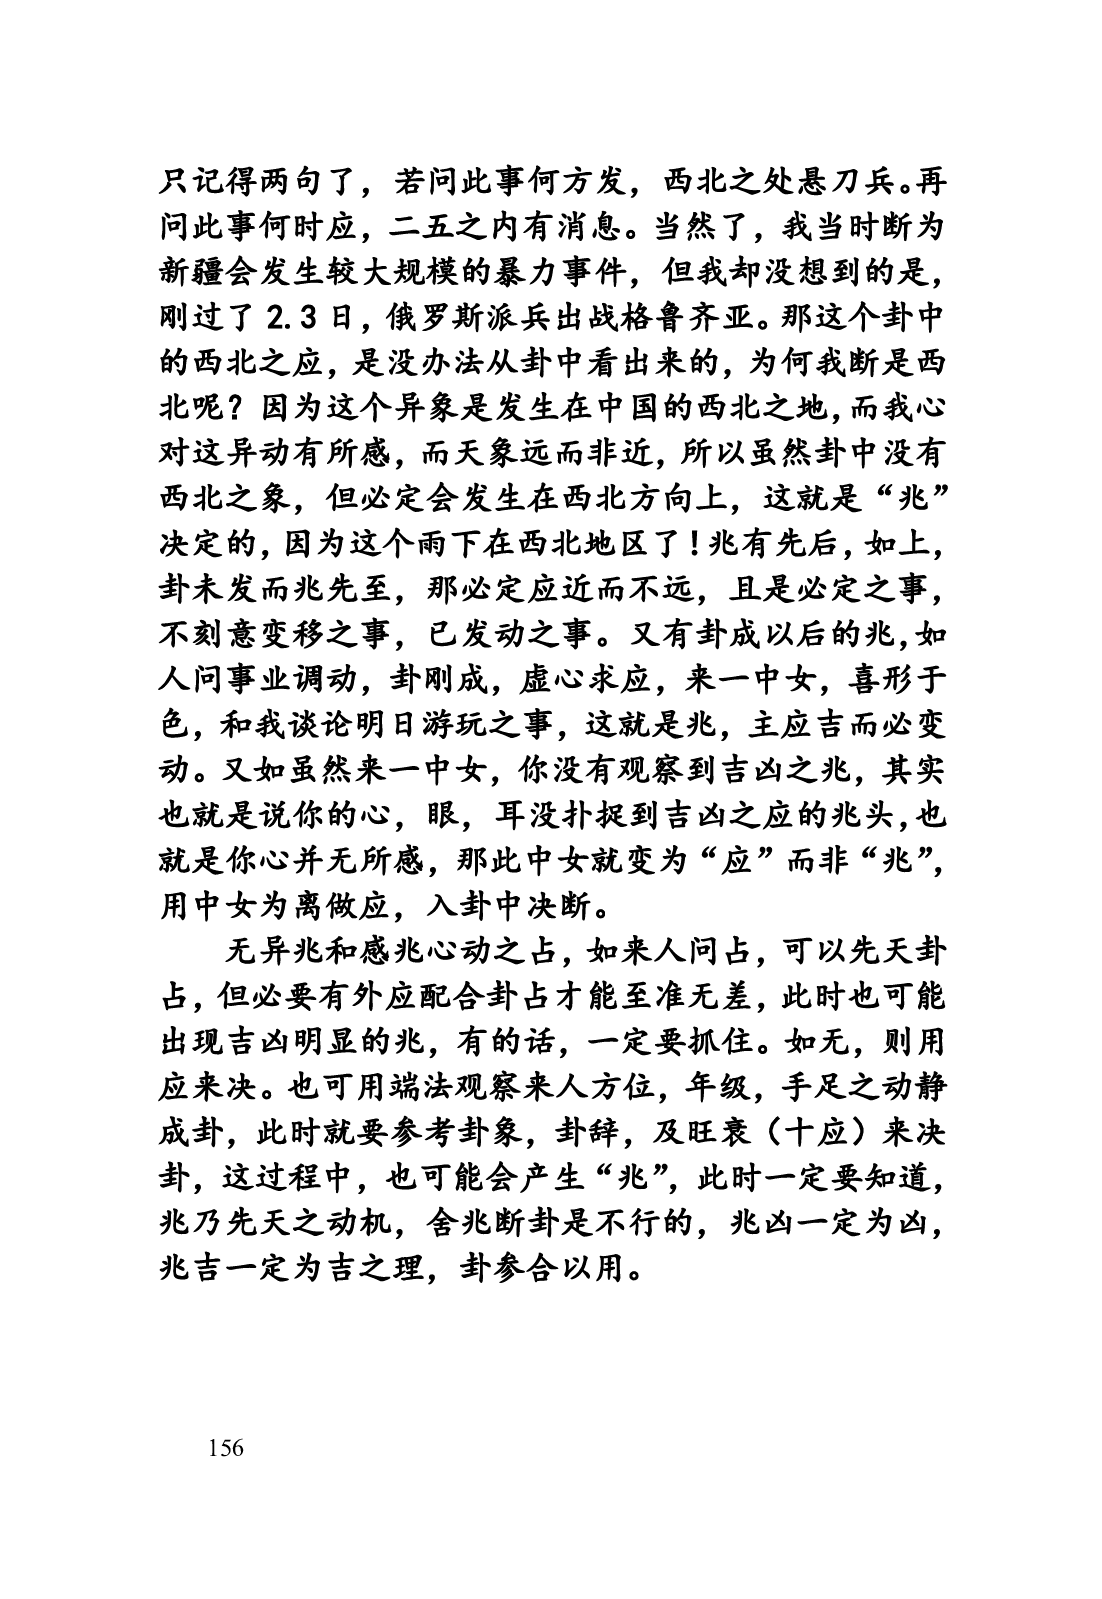 只记得两句了，若问此事何方发，西北之处悬刀兵。再
问此事何时应，二五之内有消息。当然了，我当时断为
新疆会发生较大规模的暴力事件，但我却没想到的是，
刚过了 2.3 日，俄罗斯派兵出战格鲁齐亚。那这个卦中
的西北之应，是没办法从卦中看出来的，为何我断是西
北呢？因为这个异象是发生在中国的西北之地，而我心
对这异动有所感，而天象远而非近，所以虽然卦中没有
西北之象，但必定会发生在西北方向上，这就是“兆”
决定的，因为这个雨下在西北地区了！兆有先后，如上，
卦未发而兆先至，那必定应近而不远，且是必定之事，
不刻意变移之事，已发动之事。又有卦成以后的兆，如
人问事业调动，卦刚成，虚心求应，来一中女，喜形于
色，和我谈论明日游玩之事，这就是兆，主应吉而必变
动。又如虽然来一中女，你没有观察到吉凶之兆，其实
也就是说你的心，眼，耳没扑捉到吉凶之应的兆头，也
就是你心并无所感，那此中女就变为“应”而非“兆”，
用中女为离做应，入卦中决断。
无异兆和感兆心动之占，如来人问占，可以先天卦
占，但必要有外应配合卦占才能至准无差，此时也可能
出现吉凶明显的兆，有的话，一定要抓住。如无，则用
应来决。也可用端法观察来人方位，年级，手足之动静
成卦，此时就要参考卦象，卦辞，及旺衰（十应）来决
卦，这过程中，也可能会产生“兆”，此时一定要知道，
兆乃先天之动机，舍兆断卦是不行的，兆凶一定为凶，
兆吉一定为吉之理，卦参合以用。
156